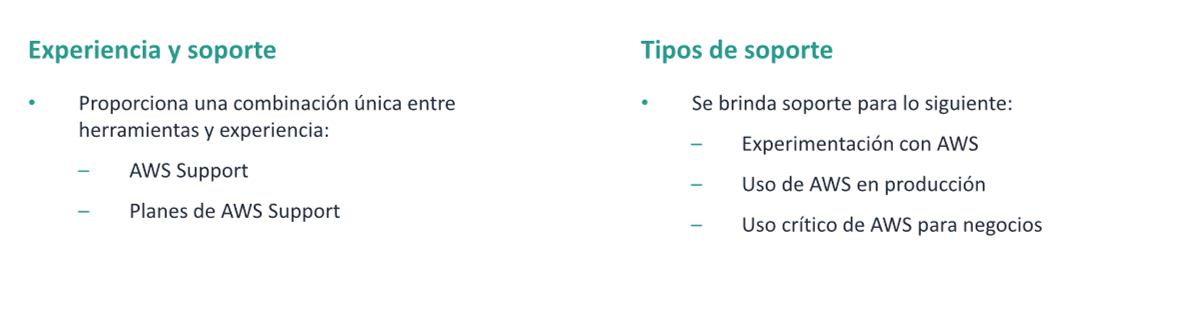 Experiencia y soporte
• Proporciona una combinación única entre
herramientas y experiencia:
– AWS Support
– Planes de AWS Support
Tipos de soporte
• Se brinda soporte para lo siguiente:
– Experimentación con AWS
– Uso de AWS en producción
– Uso crítico de AWS para negocios